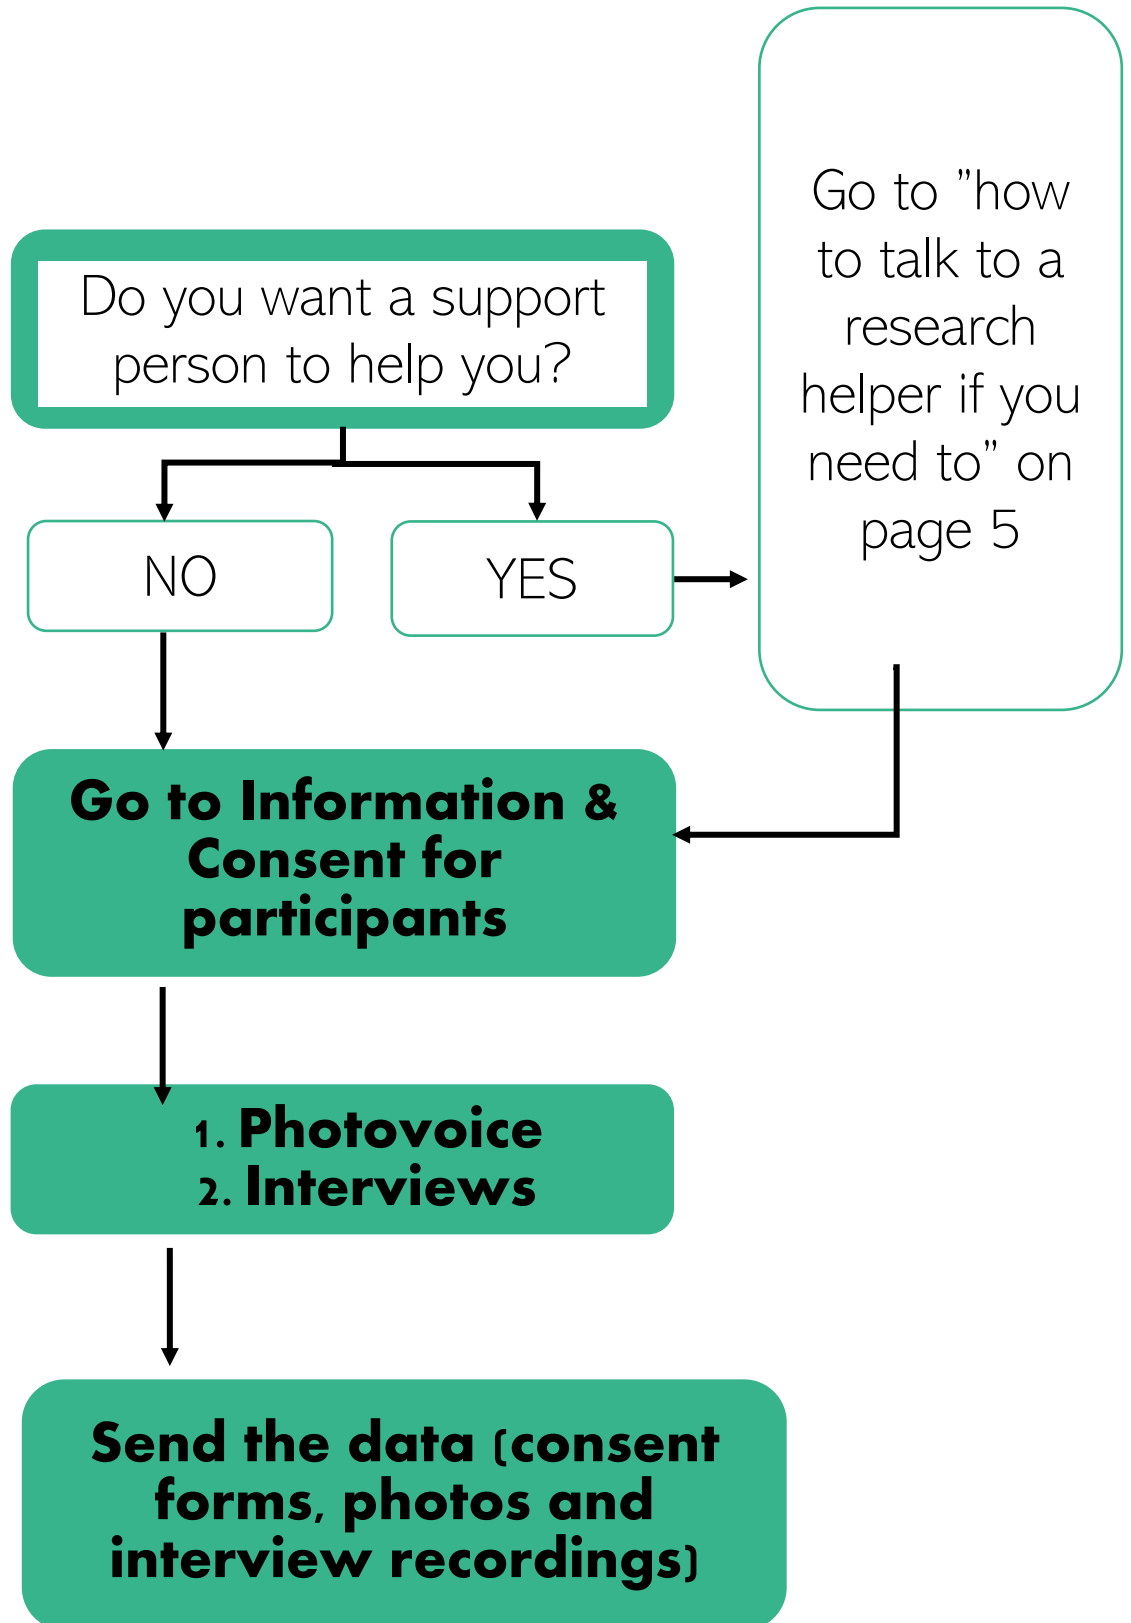 Do you want a support
person to help you?
NO
YES
Go to ”how
to talk to a
research
helper if you
need to” on
page 5
Go to Information &
Consent for
participants
1. Photovoice
2. Interviews
Send the data (consent
forms, photos and
interview recordings)